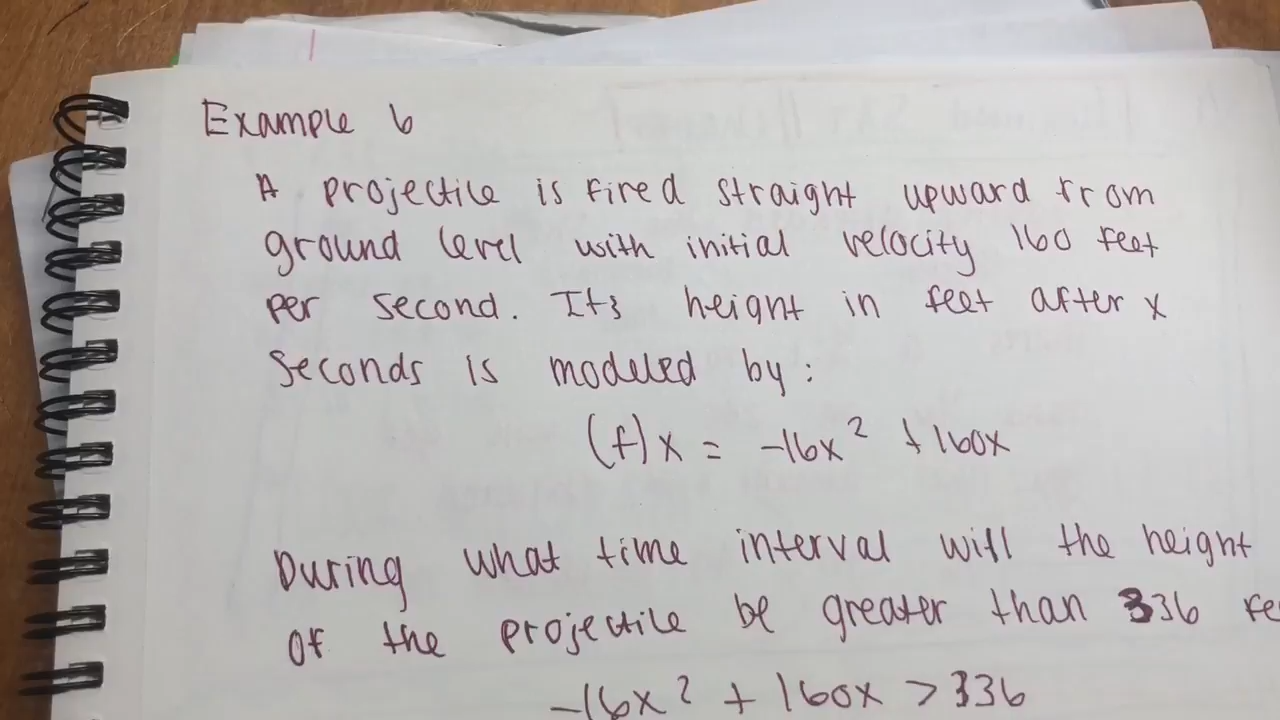 Example 6
A projectile is fired straight upward from
ground level with initial velocity 160 feet
per second. Its height in feet after x
seconds is modeled by:
(f)x = -16x² + 160x
During what time interval will the height
of the projectile be greater than 336 fe
-16x² + 160x > 336